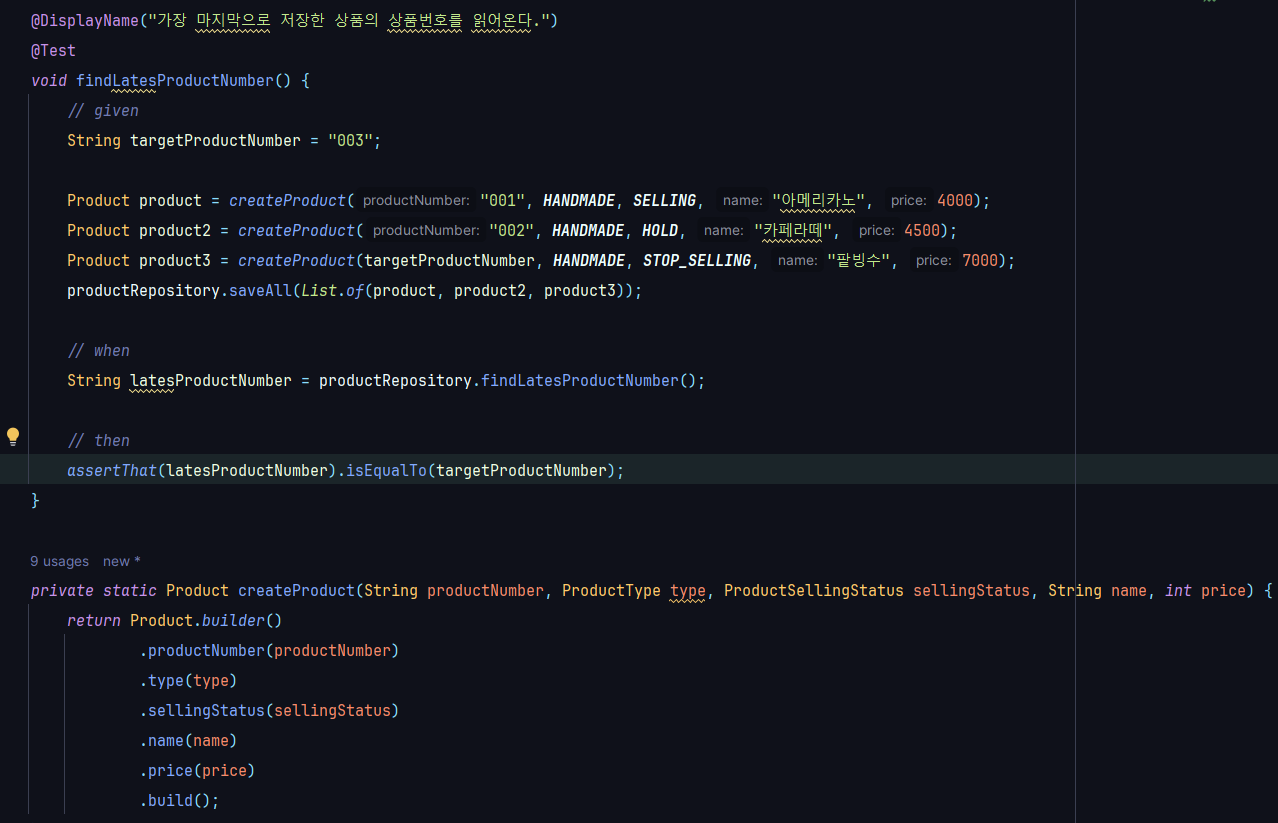 @DisplayName("가장 마지막으로 저장한 상품의 상품번호를 읽어온다.")
@Test
void findLatesProductNumber() {
// given
String targetProductNumber = "003";
Product product = createProduct( productNumber: "001", HANDMADE, SELLING, name: "아메리카노", price: 4000);
Product product2 = createProduct( productNumber: "002", HANDMADE, HOLD, name: "카페라떼", price: 4500);
Product product3 = createProduct(targetProductNumber, HANDMADE, STOP_SELLING, name: "팥빙수", price: 7000);
productRepository.saveAll(List.of(product, product2, product3));
// when
String latesProductNumber = productRepository.findLatesProductNumber();
// then
assertThat(latesProductNumber).isEqualTo(targetProductNumber);
}
9 usages new *
private static Product createProduct(String productNumber, ProductType type, ProductSellingStatus sellingStatus, String name, int price) {
return Product.builder()
.productNumber(productNumber)
.type(type)
.sellingStatus(sellingStatus)
.name(name)
.price(price)
.build();